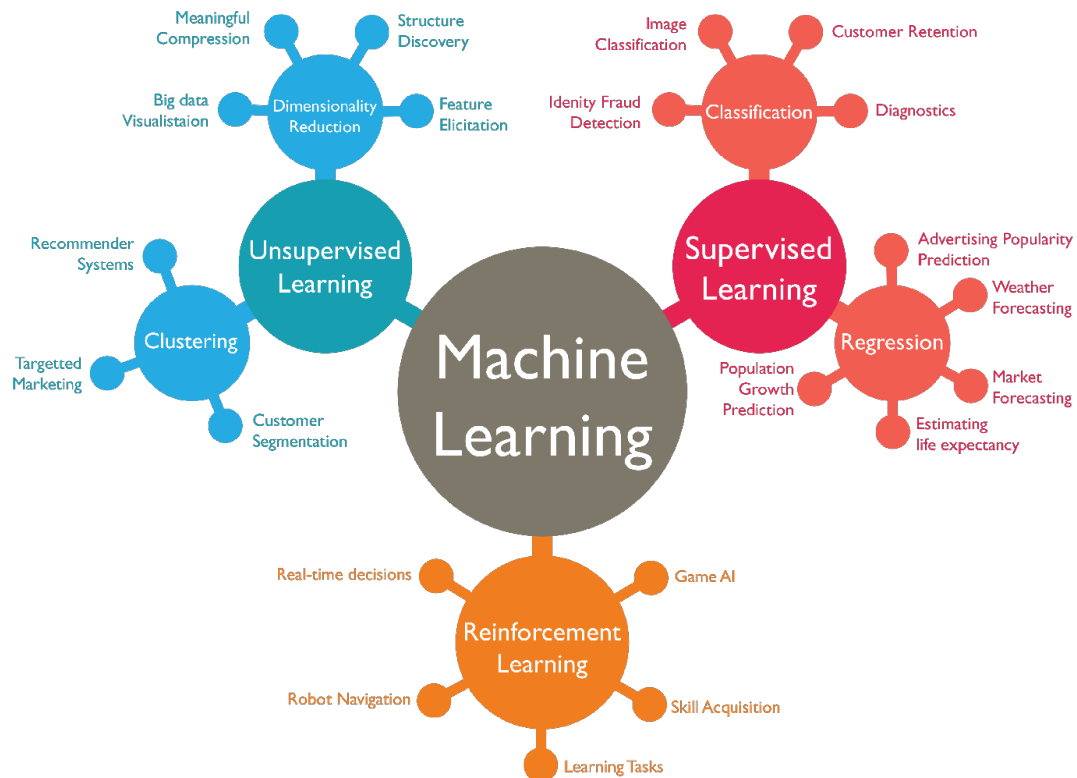 Meaningful
Compression
Structure
Discovery
Big data
Visualistaion
Dimensionality
Reduction
Feature
Elicitation
Image
Classification
Customer Retention
Idenity Fraud
Detection
Classification
Diagnostics
Recommender
Systems
Unsupervised
Learning
Clustering
Targetted
Marketing
Customer
Segmentation
Machine
Learning
Supervised
Learning
Advertising Popularity
Prediction
Weather
Forecasting
Regression
Population
Growth
Prediction
Market
Forecasting
Estimating
life expectancy
Real-time decisions
Game AI
Reinforcement
Learning
Robot Navigation
Skill Acquisition
Learning Tasks